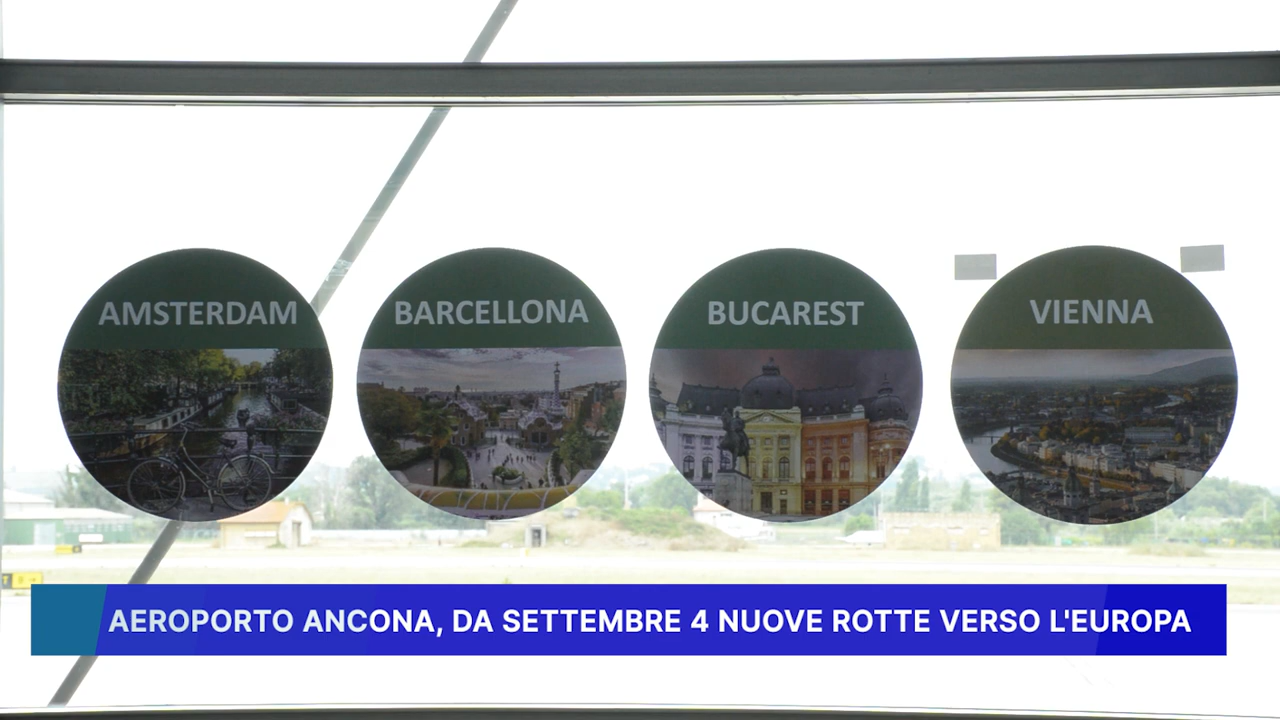 AMSTERDAM
BARCELLONA
BUCAREST
VIENNA
AEROPORTO ANCONA, DA SETTEMBRE 4 NUOVE ROTTE VERSO L'EUROPA